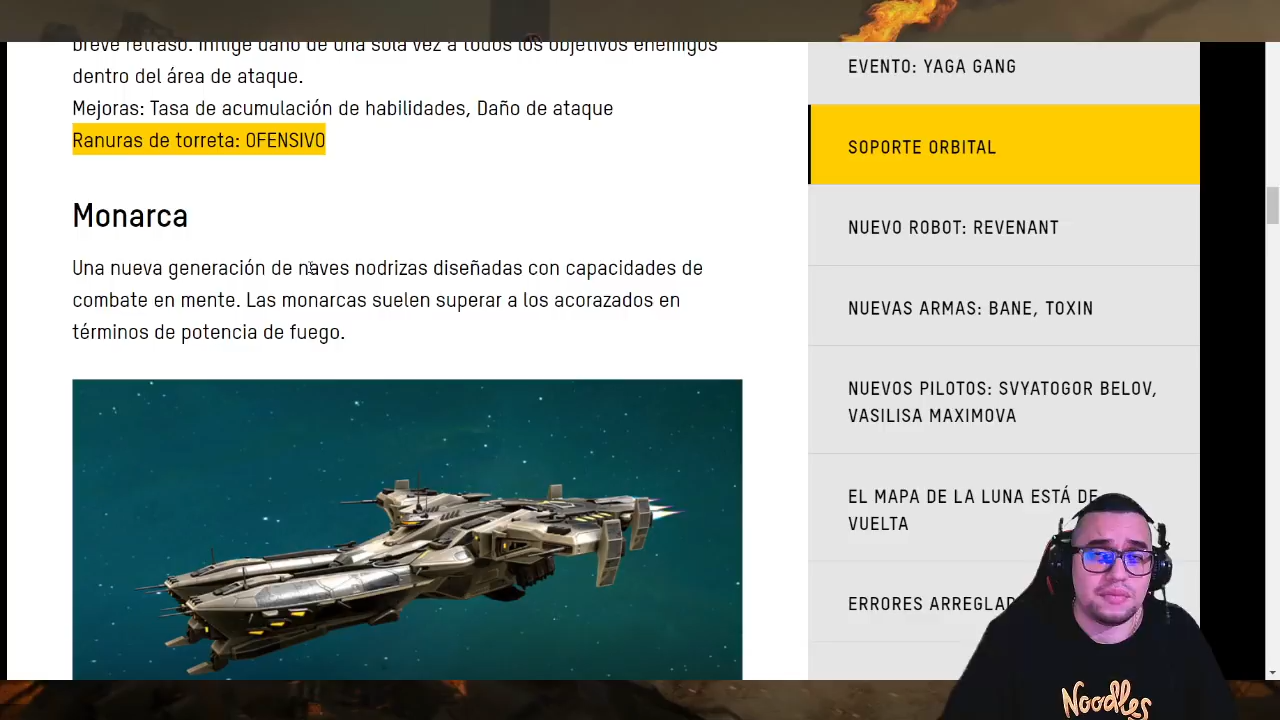 breve retraso. Inflige daño de una sola vez a todos los objetivos enemigos
dentro del área de ataque.
Mejoras: Tasa de acumulación de habilidades, Daño de ataque
Ranuras de torreta: OFENSIVO
Monarca
Una nueva generación de naves nodrizas diseñadas con capacidades de
combate en mente. Las monarcas suelen superar a los acorazados en
términos de potencia de fuego.
EVENTO: YAGA GANG
SOPORTE ORBITAL
NUEVO ROBOT: REVENANT
NUEVAS ARMAS: BANE, TOXIN
NUEVOS PILOTOS: SVYATOGOR BELOV,
VASILISA MAXIMOVA
EL MAPA DE LA LUNA ESTÁ DE
VUELTA
ERRORES ARREGLAD
Noodles